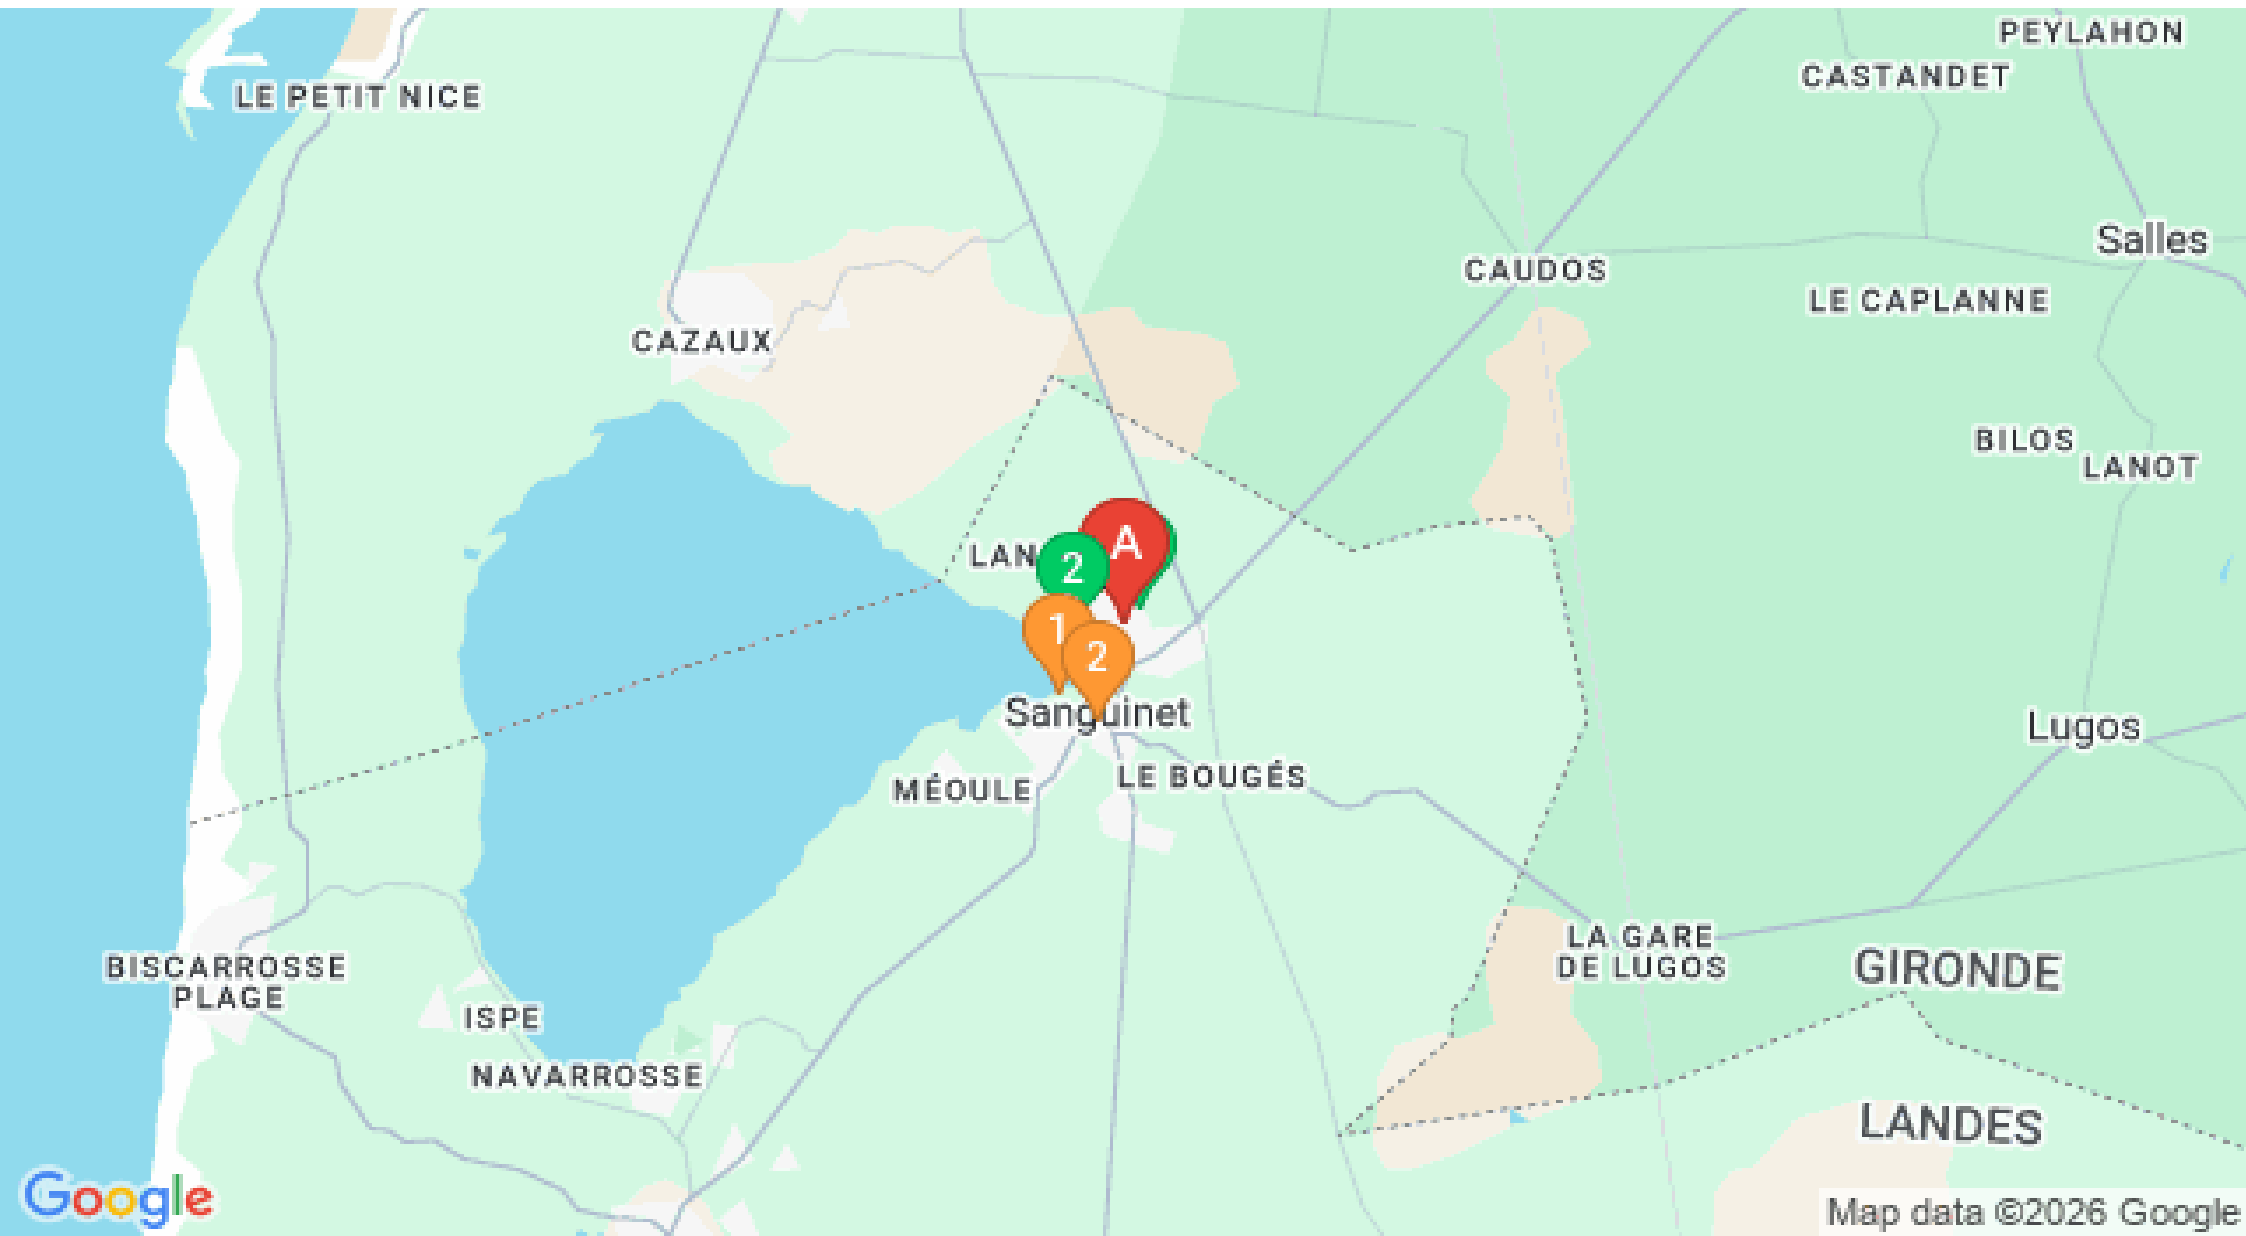 PEYLAHON
CASTANDET
LE PETIT NICE
Salles
CAUDOS
LE CAPLANNE
CAZAUX
BILOS
LANOT
A
LAN
2
1
2
Sanguinet
Lugos
LE BOUGÉS
MÉOULE
LA GARE
DE LUGOS
GIRONDE
BISCARROSSE
PLAGE
ISPE
NAVARROSSE
LANDES
Google
Map data ©2026 Google